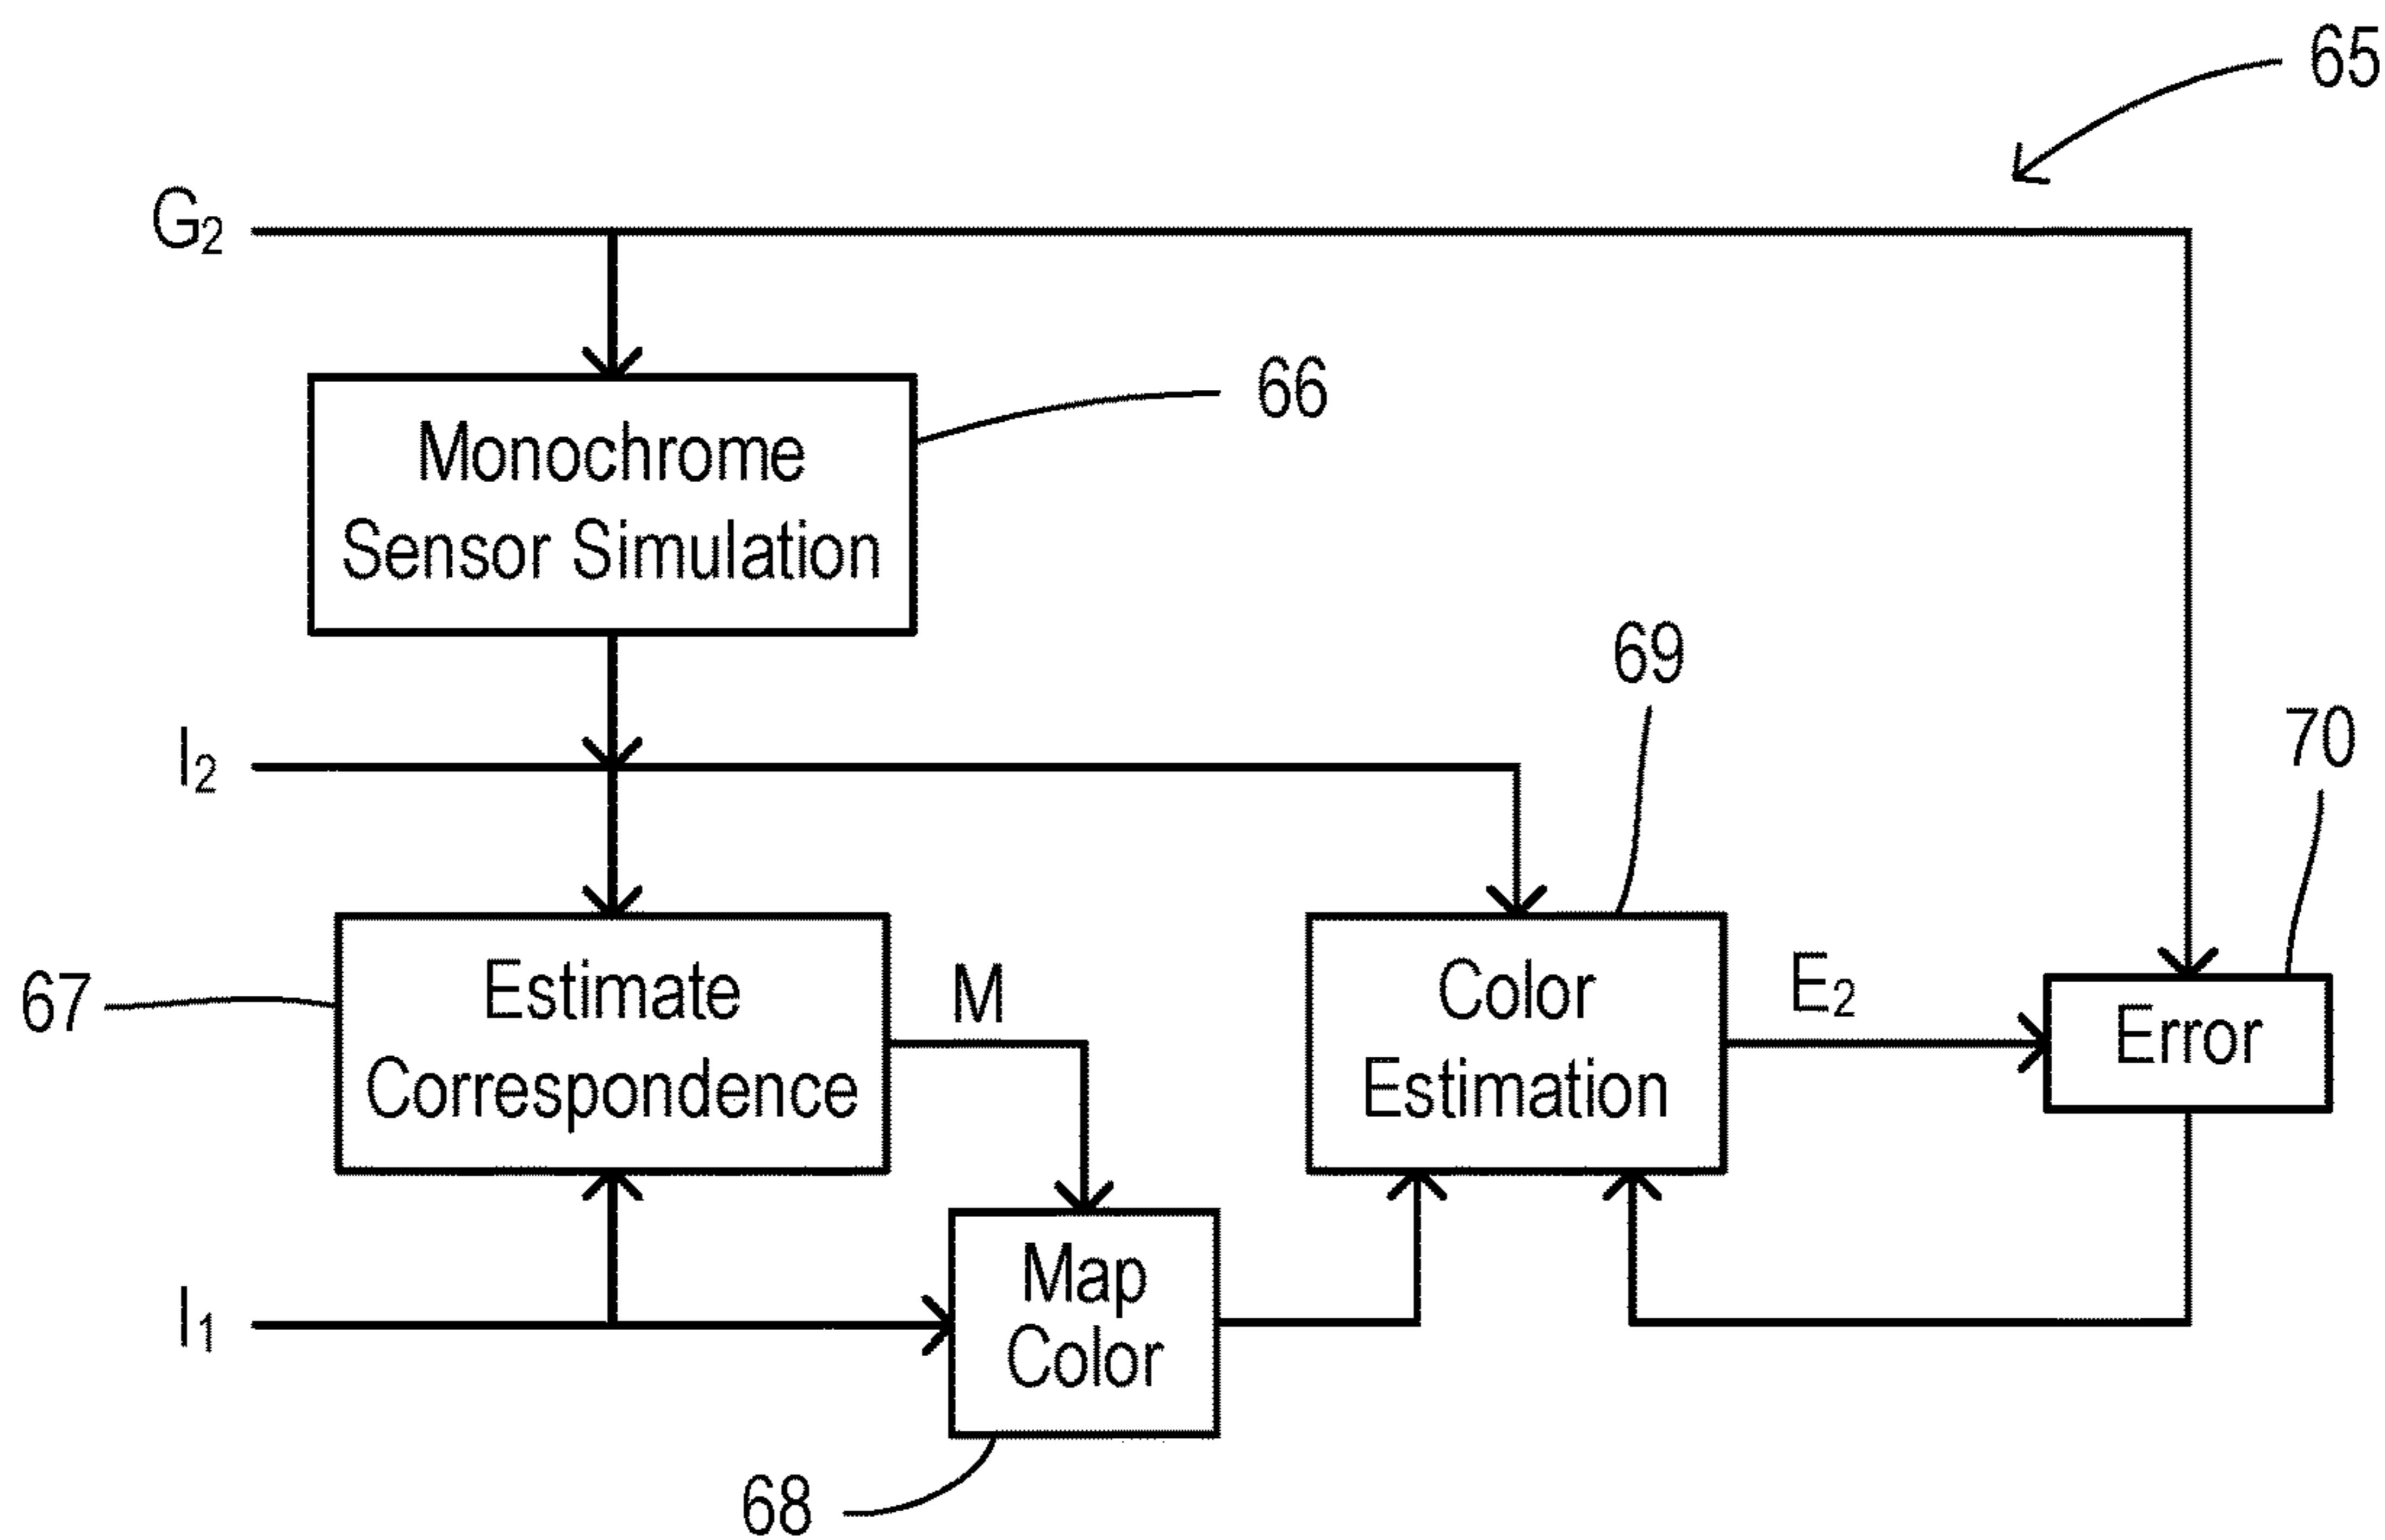 65
G₂
66
Monochrome
Sensor Simulation
69
I₂
70
67
Estimate
Correspondence
M
Color
Estimation
E₂
Error
Map
Color
I₁
68